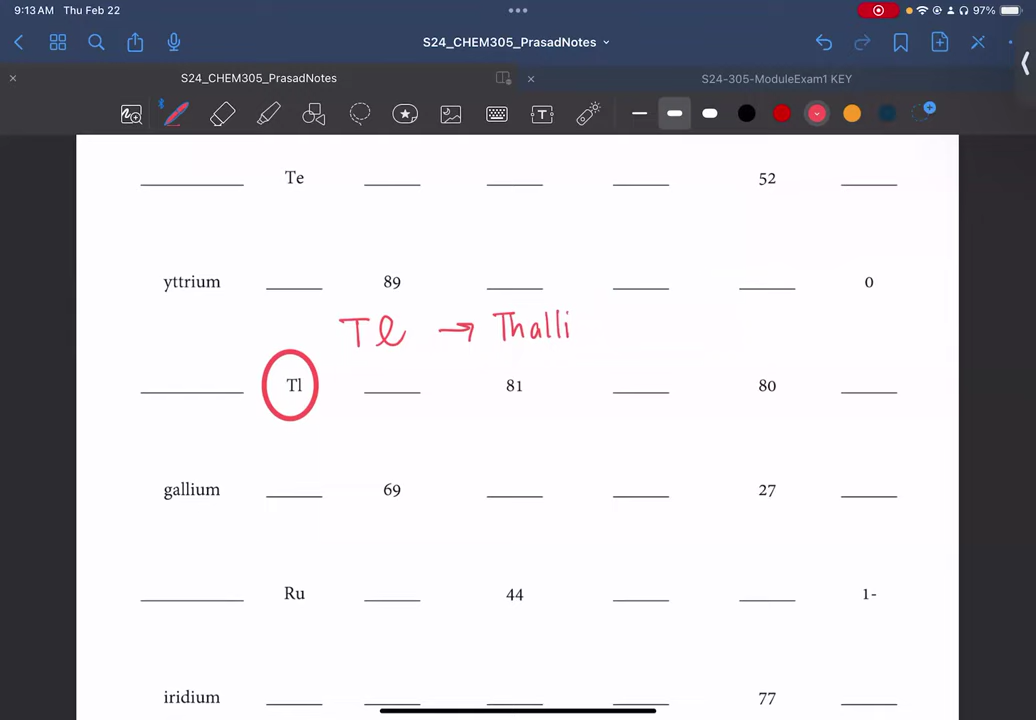 9:13 AM Thu Feb 22 97%
S24_CHEM305_PrasadNotes
S24_CHEM305_PrasadNotes S24-305-ModuleExam1 KEY
Te 52
yttrium 89 0
Tl → Thalli
Tl 81 80
gallium 69 27
Ru 44 1-
iridium 77